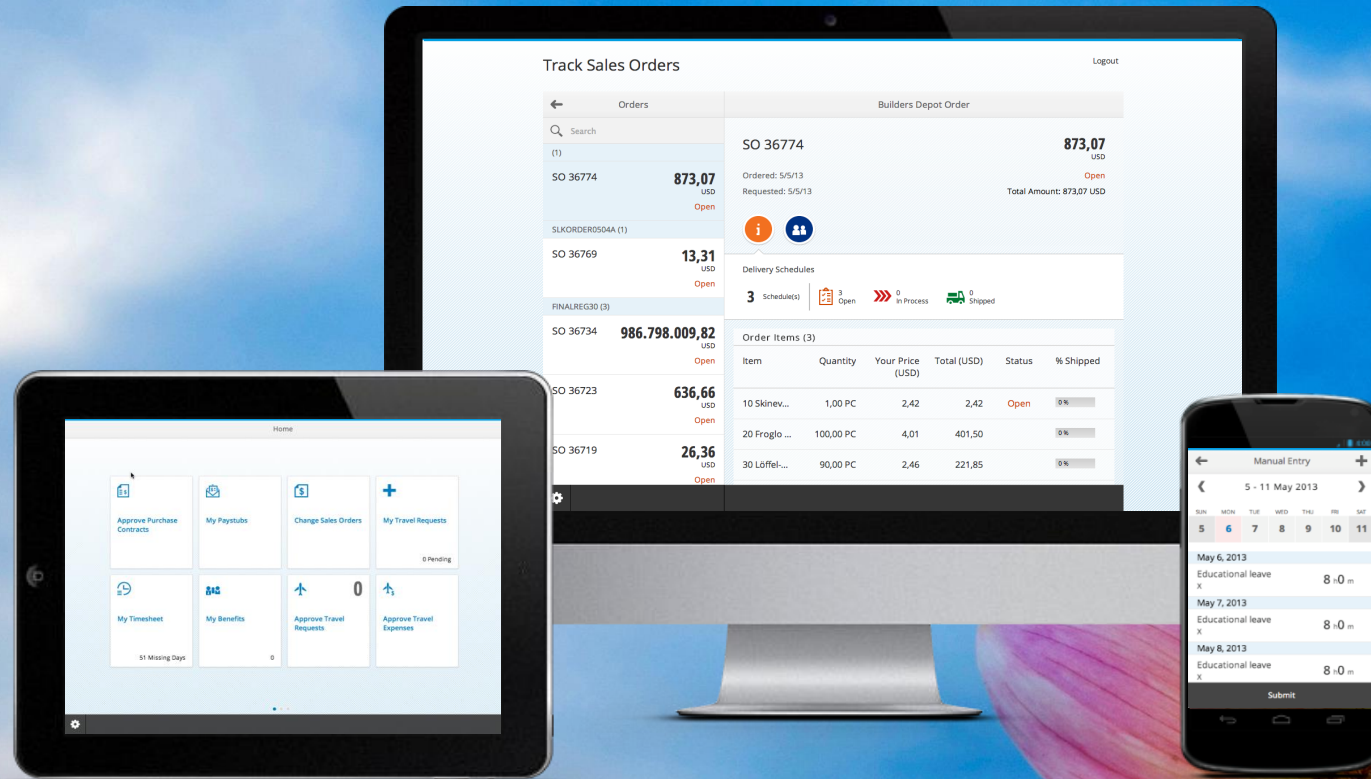 Track Sales Orders
Logout
Orders
Builders Depot Order
Search
(1)
SO 36774
873,07
USD
Open
SLKORDER0504A (1)
SO 36769
13,31
USD
Open
FINALREG30 (3)
SO 36734
986.798.009,82
USD
Open
SO 36723
636,66
USD
Open
SO 36719
26,36
USD
Open
SO 36774
873,07
USD
Ordered: 5/5/13
Open
Requested: 5/5/13
Total Amount: 873,07 USD
Delivery Schedules
3 Schedule(s)
3 Open
0 In Process
0 Shipped
Order Items (3)
Item Quantity Your Price (USD) Total (USD) Status % Shipped
10 Skinev... 1,00 PC 2,42 2,42 Open 0 %
20 Froglo ... 100,00 PC 4,01 401,50 0 %
30 Löffel-... 90,00 PC 2,46 221,85 0 %
Home
Approve Purchase
Contracts
My Paystubs
Change Sales Orders
My Travel Requests
0 Pending
My Timesheet
51 Missing Days
My Benefits
0
0
Approve Travel
Requests
Approve Travel
Expenses
Manual Entry
5 - 11 May 2013
SUN MON TUE WED THU FRI SAT
5 6 7 8 9 10 11
May 6, 2013
Educational leave 8 h 0 m
X
May 7, 2013
Educational leave 8 h 0 m
X
May 8, 2013
Educational leave 8 h 0 m
X
Submit